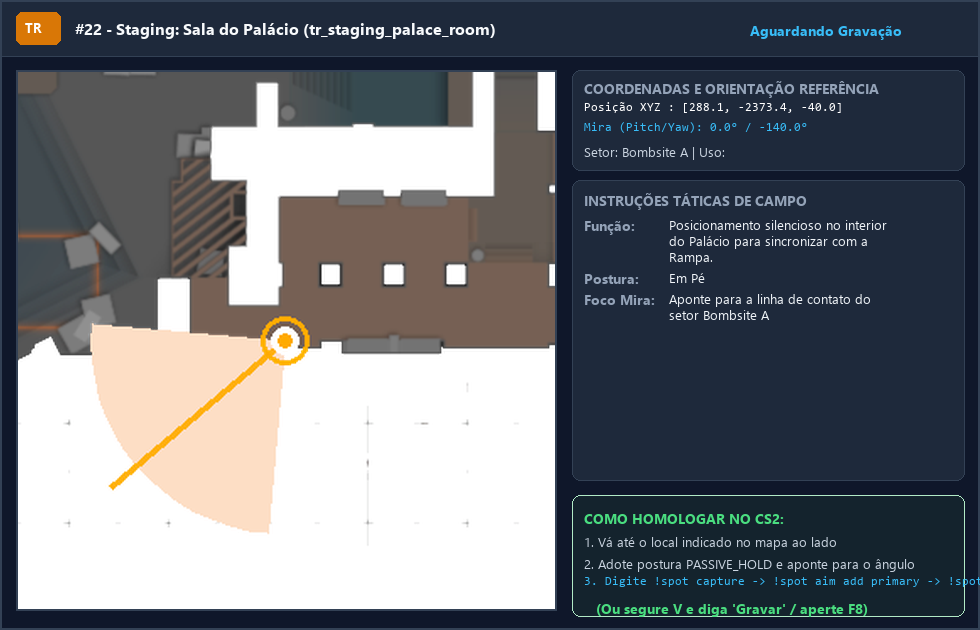 TR
#22 - Staging: Sala do Palácio (tr_staging_palace_room)
Aguardando Gravação
COORDENADAS E ORIENTAÇÃO REFERÊNCIA
Posição XYZ : [288.1, -2373.4, -40.0]
Mira (Pitch/Yaw): 0.0° / -140.0°
Setor: Bombsite A | Uso:
INSTRUÇÕES TÁTICAS DE CAMPO
Função: Posicionamento silencioso no interior
do Palácio para sincronizar com a
Rampa.
Postura: Em Pé
Foco Mira: Aponte para a linha de contato do
setor Bombsite A
COMO HOMOLOGAR NO CS2:
1. Vá até o local indicado no mapa ao lado
2. Adote postura PASSIVE_HOLD e aponte para o ângulo
3. Digite !spot capture -> !spot aim add primary -> !spot
(Ou segure V e diga 'Gravar' / aperte F8)